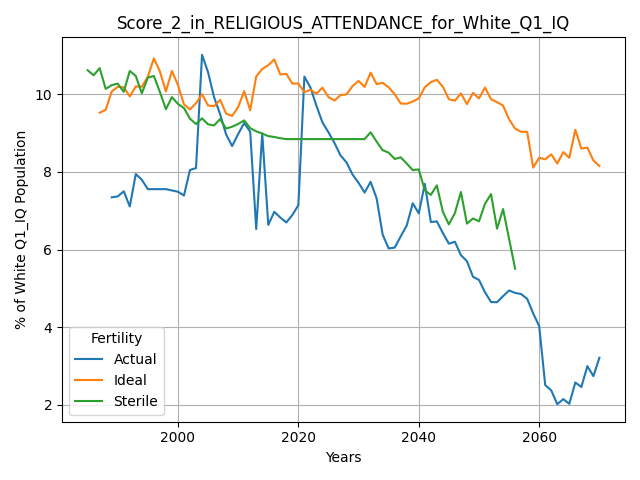 Score_2_in_RELIGIOUS_ATTENDANCE_for_White_Q1_IQ
% of White Q1_IQ Population
10
8
6
4
2
Fertility
Actual
Ideal
Sterile
2000
2020
2040
2060
Years